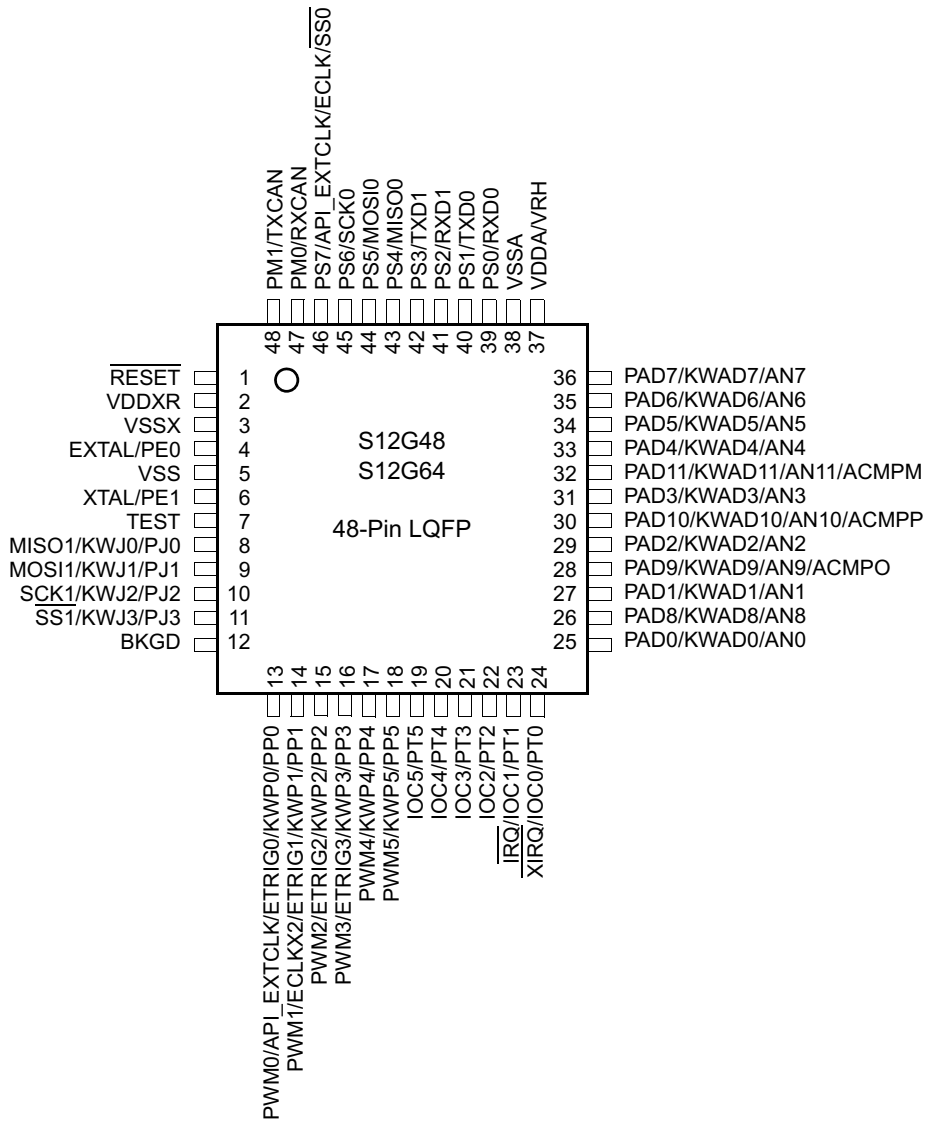 PM1/TXCAN
PM0/RXCAN
PS7/API_EXTCLK/ECLK/SS0
PS6/SCK0
PS5/MOSI0
PS4/MISO0
PS3/TXD1
PS2/RXD1
PS1/TXD0
PS0/RXD0
VSSA
VDDA/VRH
48 47 46 45 44 43 42 41 40 39 38 37
RESET 1
VDDXR 2
VSSX 3
EXTAL/PE0 4
VSS 5
XTAL/PE1 6
TEST 7
MISO1/KWJ0/PJ0 8
MOSI1/KWJ1/PJ1 9
SCK1/KWJ2/PJ2 10
SS1/KWJ3/PJ3 11
BKGD 12
S12G48
S12G64
48-Pin LQFP
36 PAD7/KWAD7/AN7
35 PAD6/KWAD6/AN6
34 PAD5/KWAD5/AN5
33 PAD4/KWAD4/AN4
32 PAD11/KWAD11/AN11/ACMPM
31 PAD3/KWAD3/AN3
30 PAD10/KWAD10/AN10/ACMPP
29 PAD2/KWAD2/AN2
28 PAD9/KWAD9/AN9/ACMPO
27 PAD1/KWAD1/AN1
26 PAD8/KWAD8/AN8
25 PAD0/KWAD0/AN0
13 14 15 16 17 18 19 20 21 22 23 24
PWM0/API_EXTCLK/ETRIG0/KWP0/PP0
PWM1/ECLKX2/ETRIG1/KWP1/PP1
PWM2/ETRIG2/KWP2/PP2
PWM3/ETRIG3/KWP3/PP3
PWM4/KWP4/PP4
PWM5/KWP5/PP5
IOC5/PT5
IOC4/PT4
IOC3/PT3
IOC2/PT2
IRQ/IOC1/PT1
XIRQ/IOC0/PT0